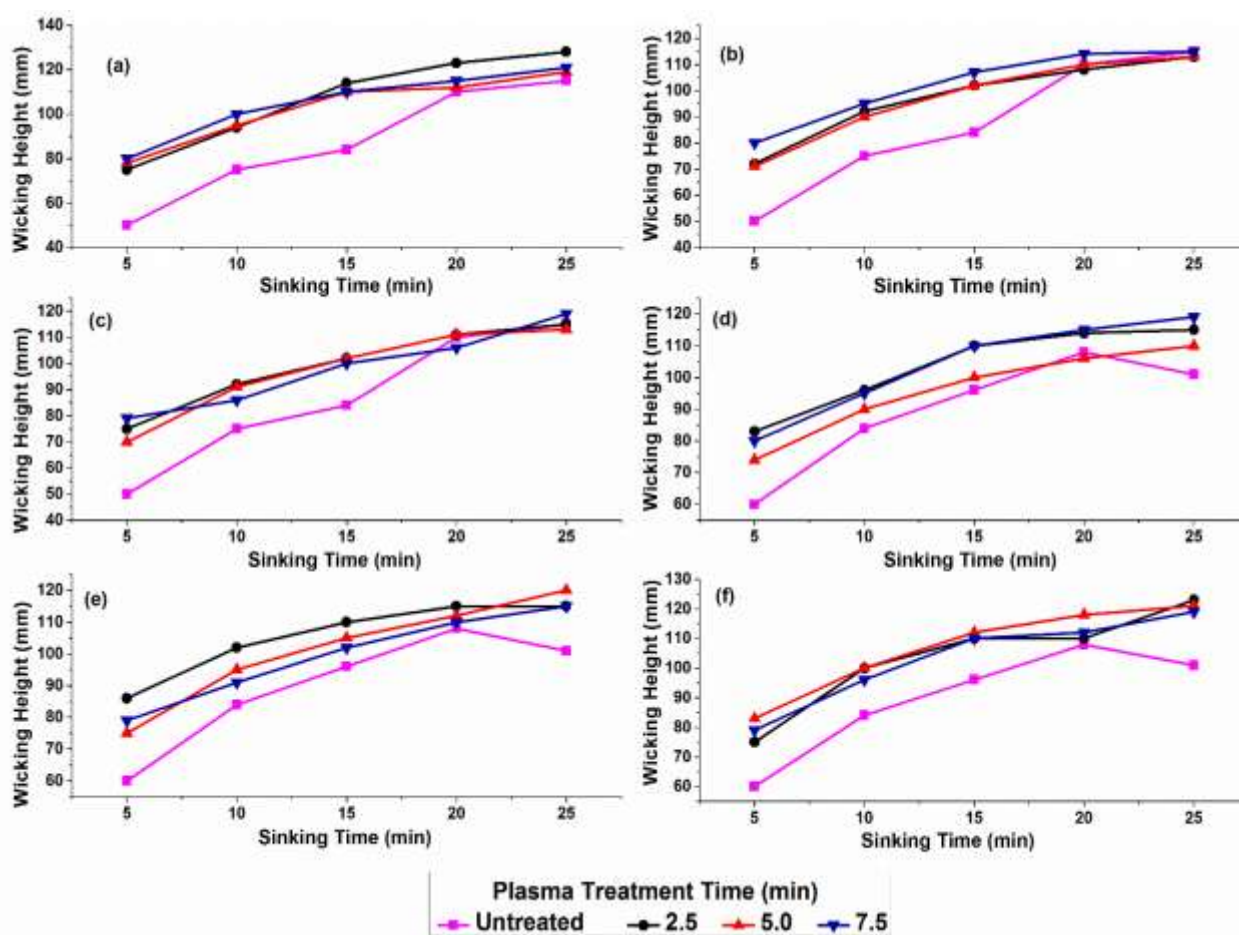 (a)
Wicking Height (mm)
140
120
100
80
60
40
5 10 15 20 25
Sinking Time (min)
(b)
Wicking Height (mm)
120
110
100
90
80
70
60
50
40
5 10 15 20 25
Sinking Time (min)
(c)
Wicking Height (mm)
120
110
100
90
80
70
60
50
40
5 10 15 20 25
Sinking Time (min)
(d)
Wicking Height (mm)
120
110
100
90
80
70
60
5 10 15 20 25
Sinking Time (min)
(e)
Wicking Height (mm)
120
110
100
90
80
70
60
5 10 15 20 25
Sinking Time (min)
(f)
Wicking Height (mm)
130
120
110
100
90
80
70
60
5 10 15 20 25
Sinking Time (min)
Plasma Treatment Time (min)
Untreated 2.5 5.0 7.5